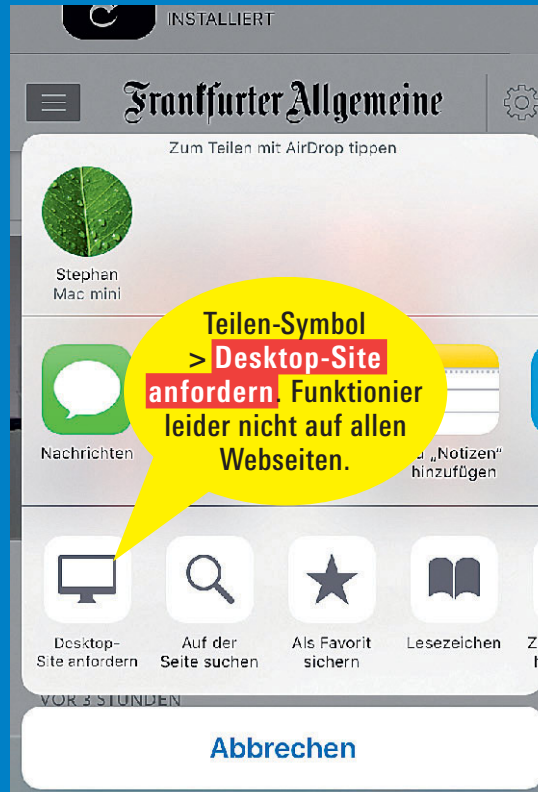 INSTALLIERT
Frankfurter Allgemeine
Zum Teilen mit AirDrop tippen
Stephan
Mac mini
Teilen-Symbol
> Desktop-Site
anfordern. Funktionier
leider nicht auf allen
Webseiten.
Nachrichten
„Notizen"
hinzufügen
Desktop-
Site anfordern
Auf der
Seite suchen
Als Favorit
sichern
Lesezeichen
VOR 3 STUNDEN
Abbrechen